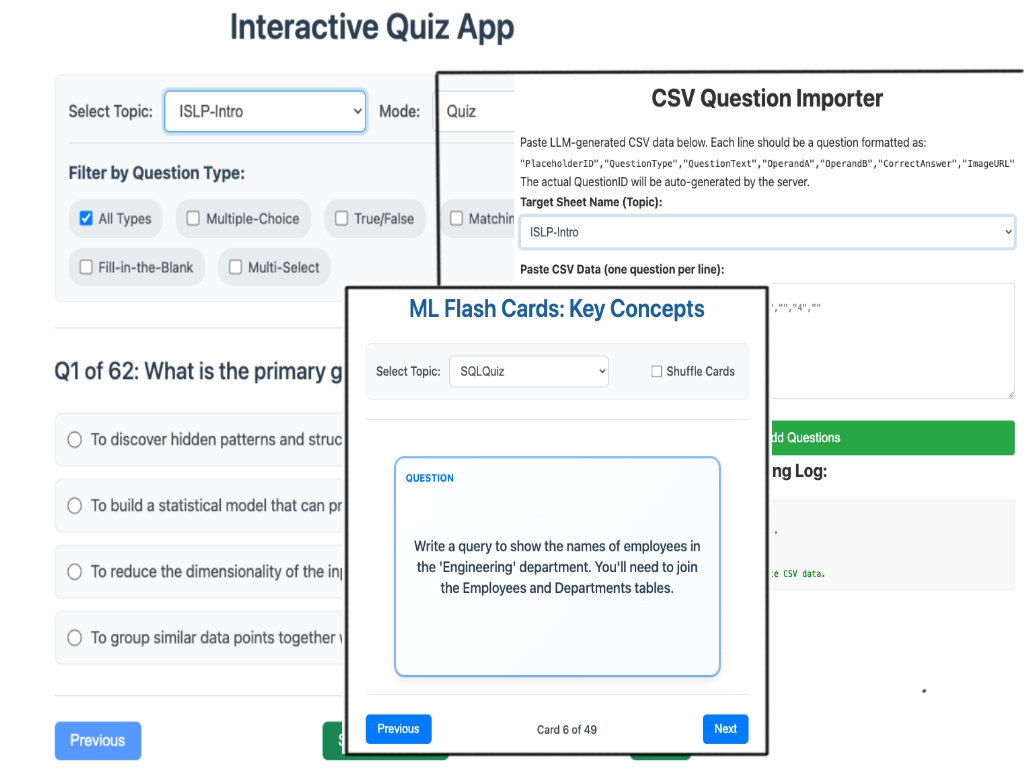 Interactive Quiz App
Select Topic: ISLP-Intro Mode: Quiz
Filter by Question Type:
All Types Multiple-Choice True/False
Fill-in-the-Blank Multi-Select
Q1 of 62: What is the primary
To discover hidden patterns and
To build a statistical model that can
To reduce the dimensionality of the
To group similar data points together
Previous
CSV Question Importer
Paste LLM-generated CSV data below. Each line should be a question formatted as:
"PlaceholderID","QuestionType","QuestionText","OperandA","OperandB","CorrectAnswer","ImageURL"
The actual QuestionID will be auto-generated by the server.
Target Sheet Name (Topic):
ISLP-Intro
Paste CSV Data (one question per line):
","","4",""
Questions
Log:
CSV data.
ML Flash Cards: Key Concepts
Select Topic: SQLQuiz Shuffle Cards
QUESTION
Write a query to show the names of employees in
the 'Engineering' department. You'll need to join
the Employees and Departments tables.
Previous Card 6 of 49 Next